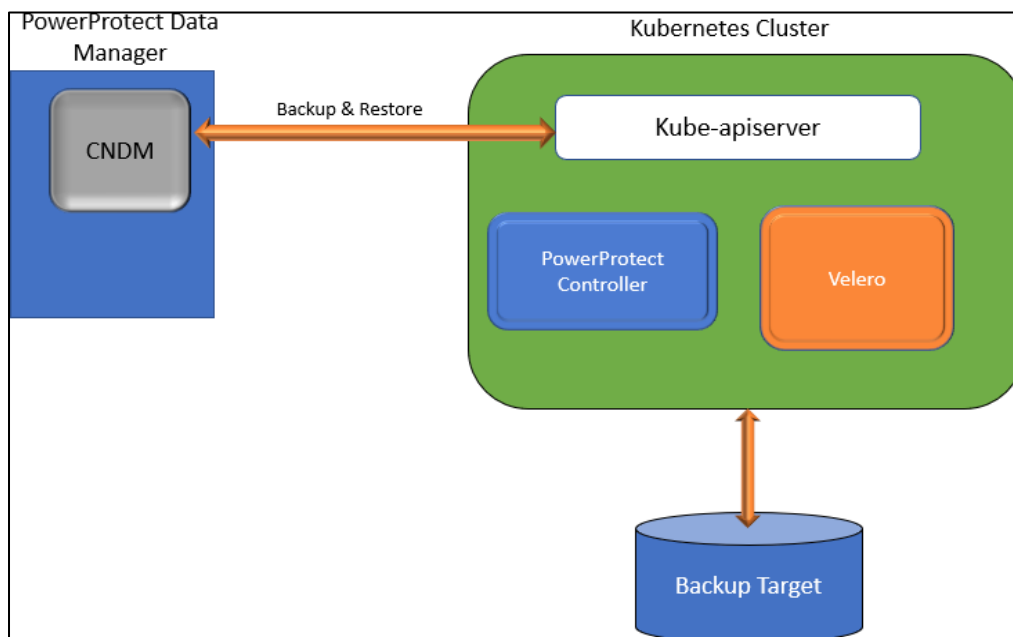 PowerProtect Data
Manager
Kubernetes Cluster
Backup & Restore
Kube-apiserver
CNDM
PowerProtect
Controller
Velero
Backup Target